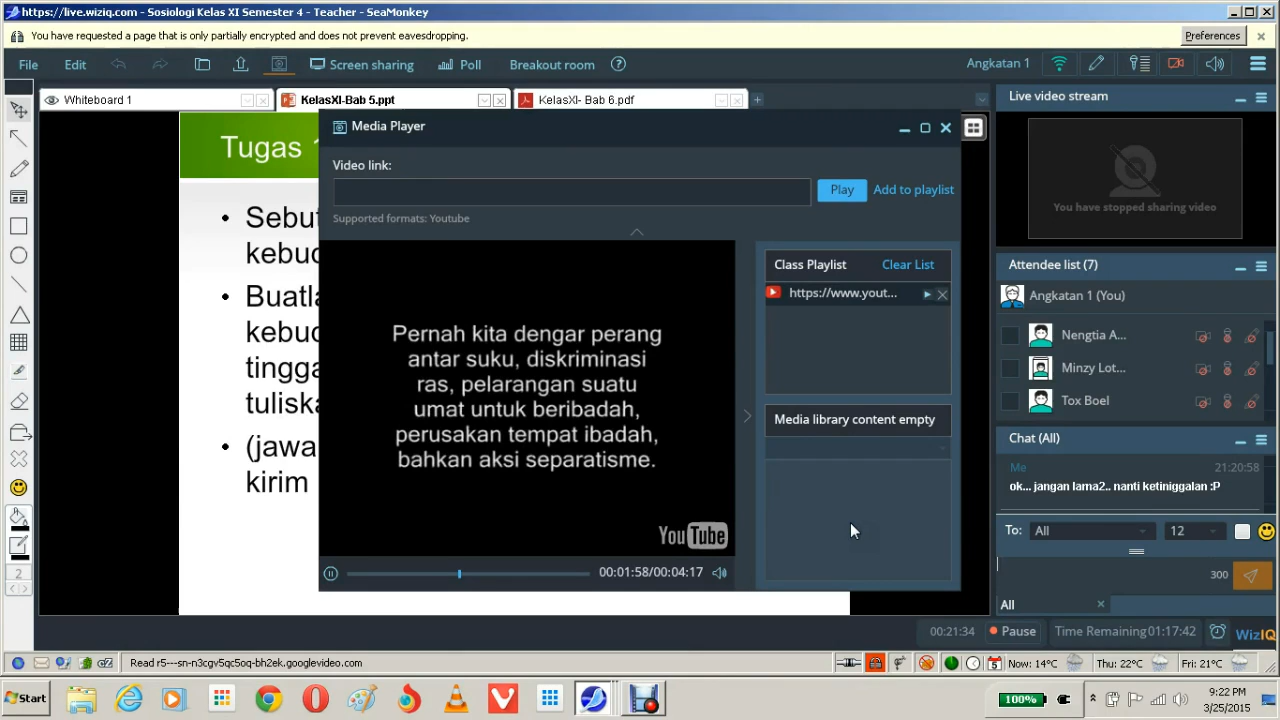 https://live.wiziq.com - Sosiologi Kelas XI Semester 4 - Teacher - SeaMonkey
You have requested a page that is only partially encrypted and does not prevent eavesdropping.
Preferences
File Edit Screen sharing Poll Breakout room Angkatan 1
Whiteboard 1
KelasXI-Bab 5.ppt
KelasXI- Bab 6.pdf
Live video stream
You have stopped sharing video
Tugas 1
Media Player
Video link:
Play Add to playlist
Supported formats: Youtube
Pernah kita dengar perang
antar suku, diskriminasi
ras, pelarangan suatu
umat untuk beribadah,
perusakan tempat ibadah,
bahkan aksi separatisme.
YouTube
00:01:58/00:04:17
Class Playlist Clear List
https://www.yout...
Media library content empty
Attendee list (7)
Angkatan 1 (You)
Nengtia A...
Minzy Lot...
Tox Boel
Chat (All)
Me 21:20:58
ok... jangan lama2.. nanti ketiniggalan :P
To: All 12
300
All
(jawa
kirim
2
00:21:34 Pause Time Remaining 01:17:42 WizIQ
Read r5---sn-n3cgv5qc5oq-bh2ek.googlevideo.com
Now: 14°C Thu: 22°C Fri: 21°C
Start
100%
9:22 PM
3/25/2015